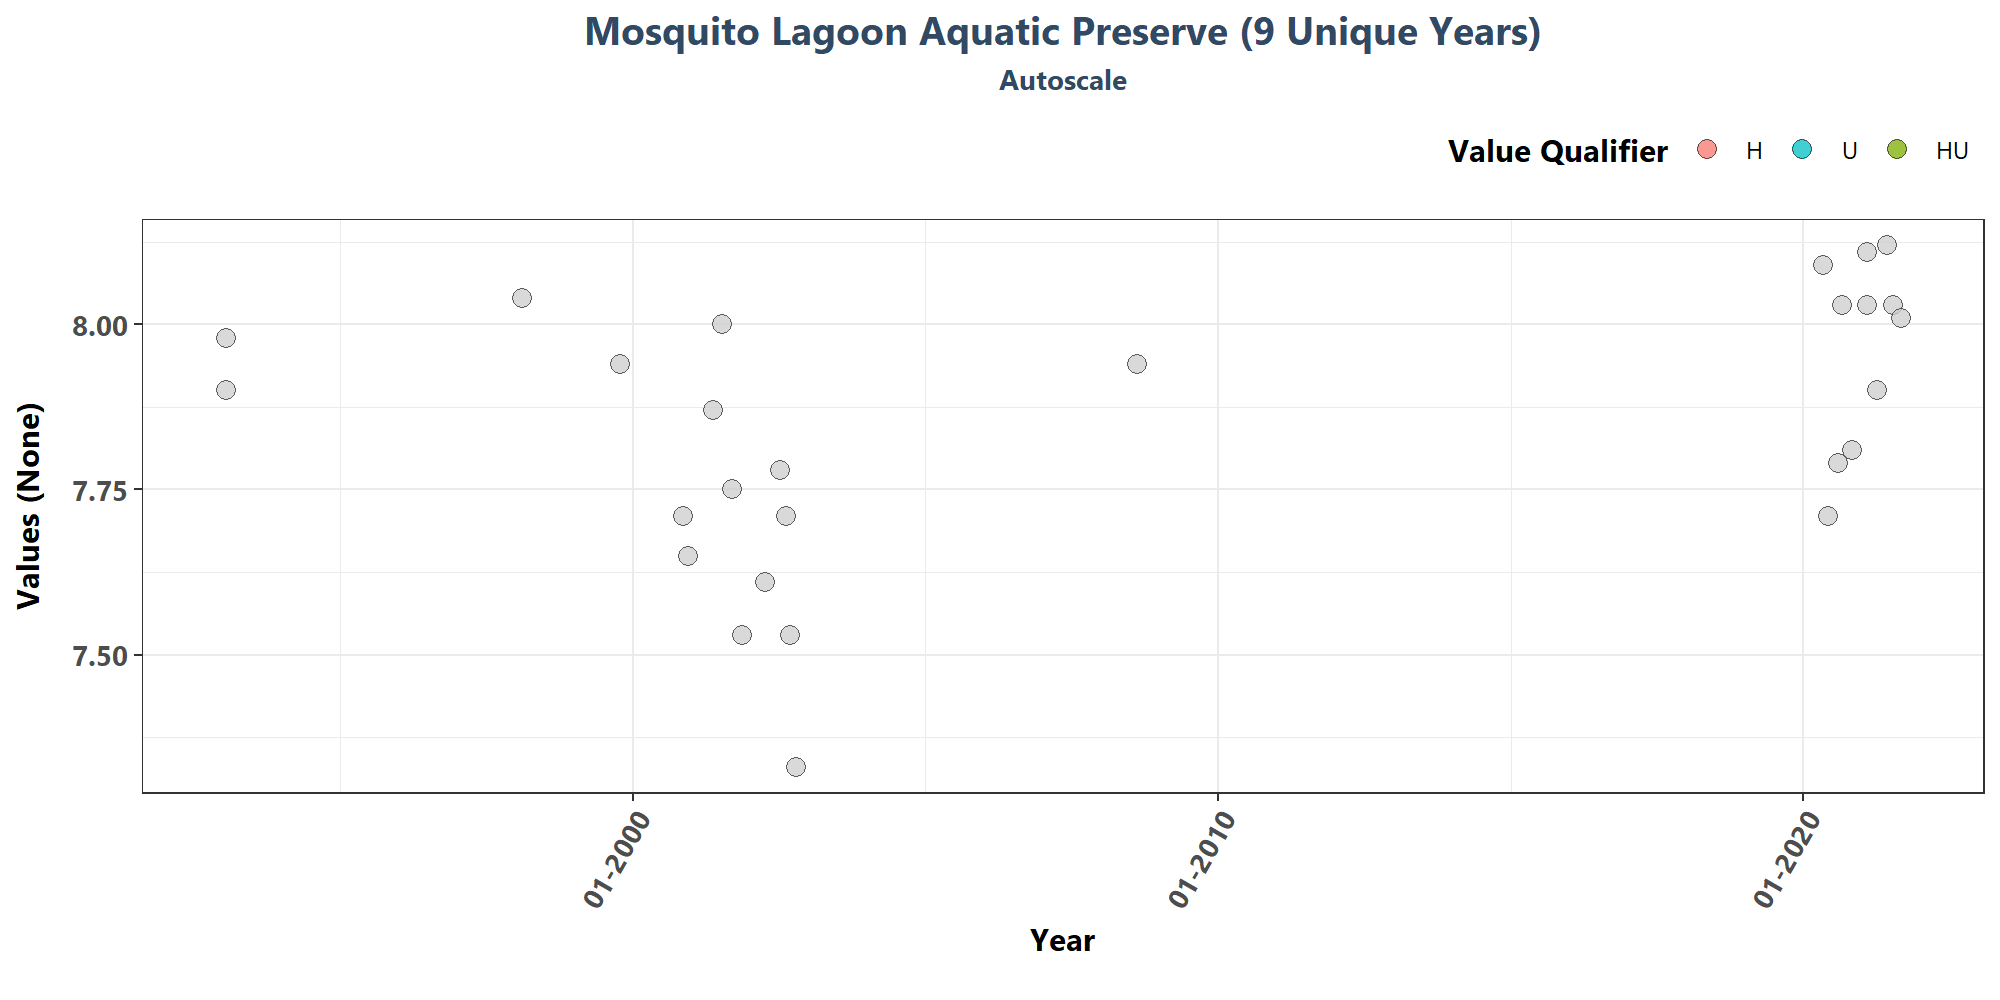 Mosquito Lagoon Aquatic Preserve (9 Unique Years)
Autoscale
Value Qualifier H U HU
Values (None)
8.00
7.75
7.50
01-2000 01-2010 01-2020
Year